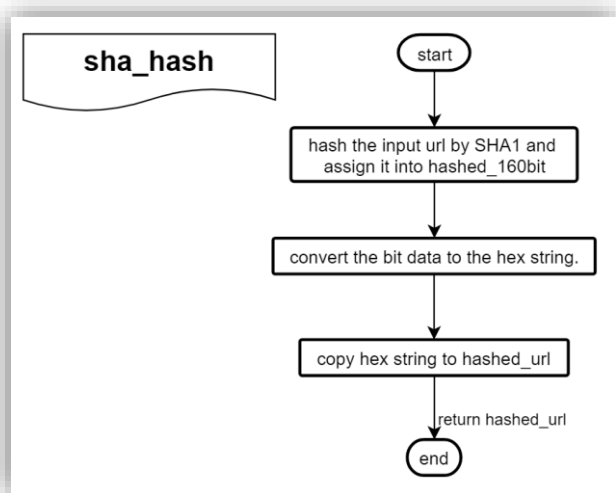 sha_hash
start
hash the input url by SHA1 and
assign it into hashed_160bit
convert the bit data to the hex string.
copy hex string to hashed_url
return hashed_url
end